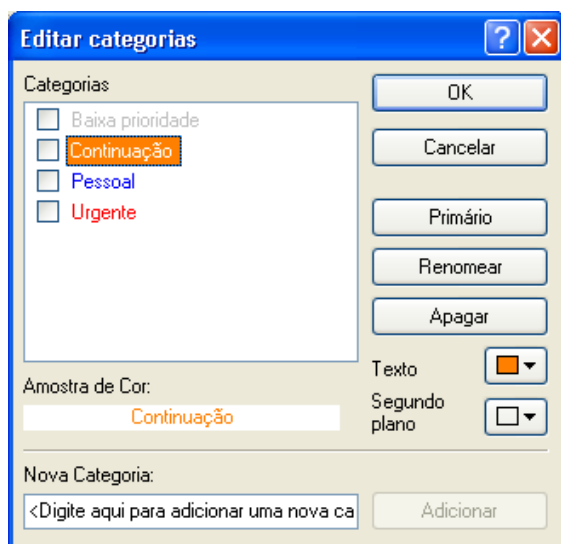 Editar categorias
Categorias
Baixa prioridade
Continuação
Pessoal
Urgente
OK
Cancelar
Primário
Renomear
Apagar
Texto
Segundo
plano
Amostra de Cor:
Continuação
Nova Categoria:
<Digite aqui para adicionar uma nova ca
Adicionar